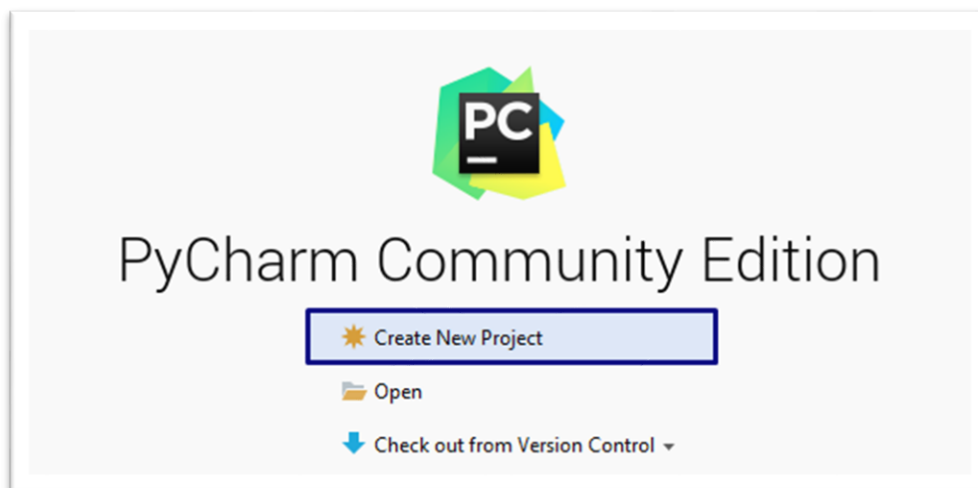 PC
PyCharm Community Edition
Create New Project
Open
Check out from Version Control